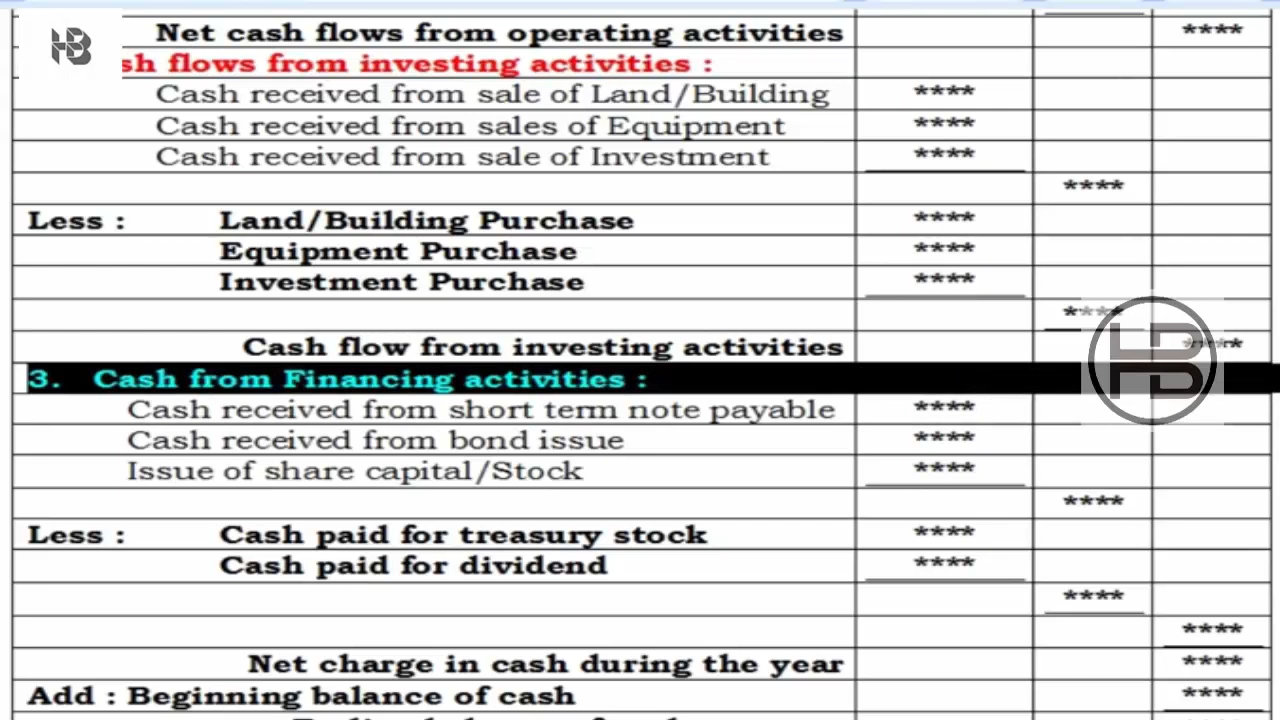 Net cash flows from operating activities ****
HB
sh flows from investing activities :
Cash received from sale of Land/Building ****
Cash received from sales of Equipment ****
Cash received from sale of Investment ****
****
Less : Land/Building Purchase ****
Equipment Purchase ****
Investment Purchase ****
****
Cash flow from investing activities ****
HB
3. Cash from Financing activities :
Cash received from short term note payable ****
Cash received from bond issue ****
Issue of share capital/Stock ****
****
Less : Cash paid for treasury stock ****
Cash paid for dividend ****
****
****
Net charge in cash during the year ****
Add : Beginning balance of cash ****